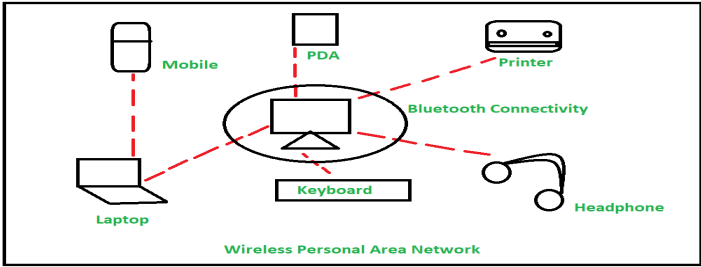 PDA
Mobile
Printer
Bluetooth Connectivity
Keyboard
Laptop
Headphone
Wireless Personal Area Network